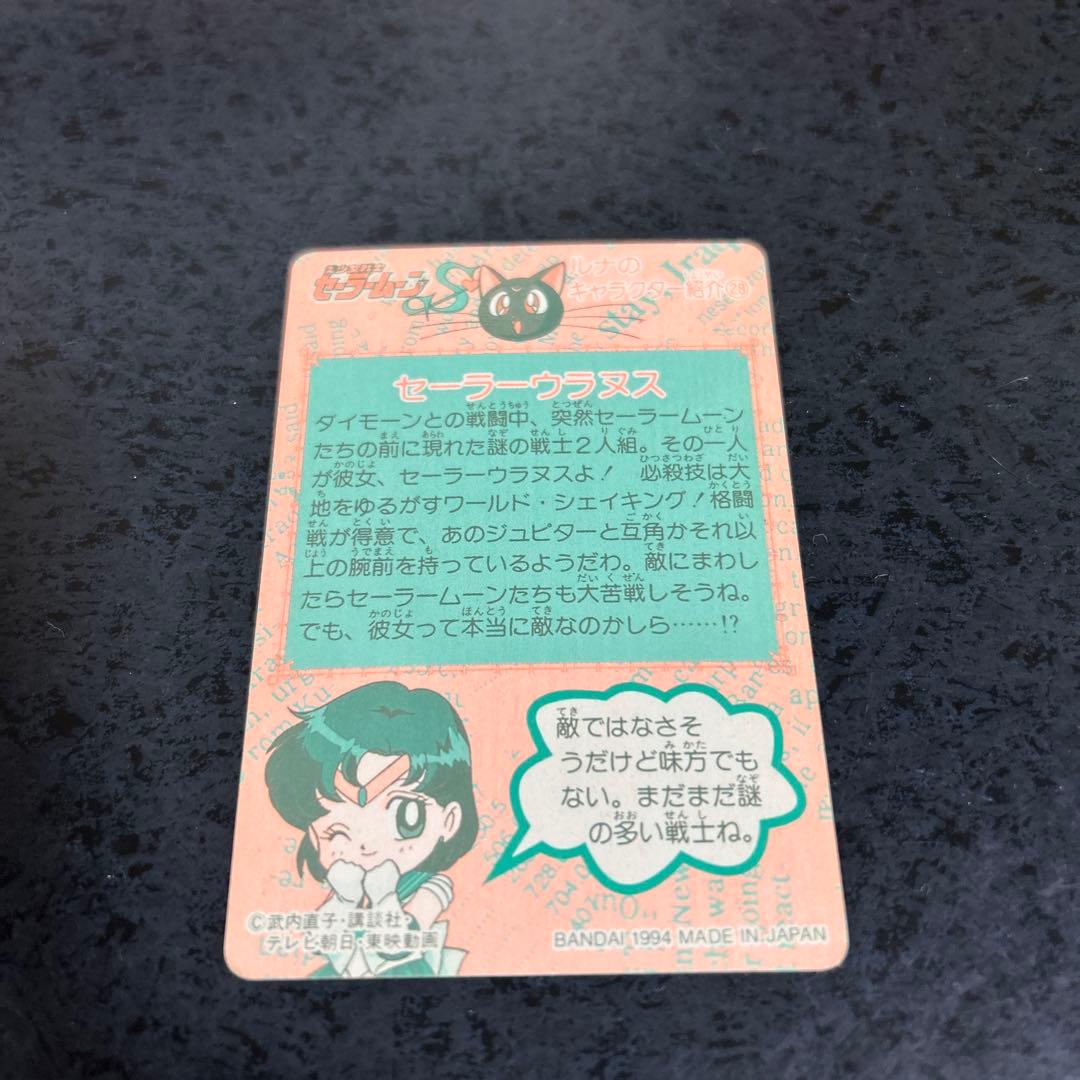 美少女戦士
セーラームーンS
ルナの
キャラクター紹介㉘
セーラーウラヌス
ダイモーンとの戦闘中、突然セーラームーン
たちの前に現れた謎の戦士2人組。その一人
が彼女、セーラーウラヌスよ! 必殺技は大
地をゆるがすワールド・シェイキング!格闘
戦が得意で、あのジュピターと互角かそれ以
上の腕前を持っているようだわ。敵にまわし
たらセーラームーンたちも大苦戦しそうね。
でも、彼女って本当に敵なのかしら……!?
敵ではなさそ
うだけど味方でも
ない。まだまだ謎
の多い戦士ね。
©武内直子・講談社・
テレビ朝日・東映動画
BANDAI 1994 MADE IN JAPAN